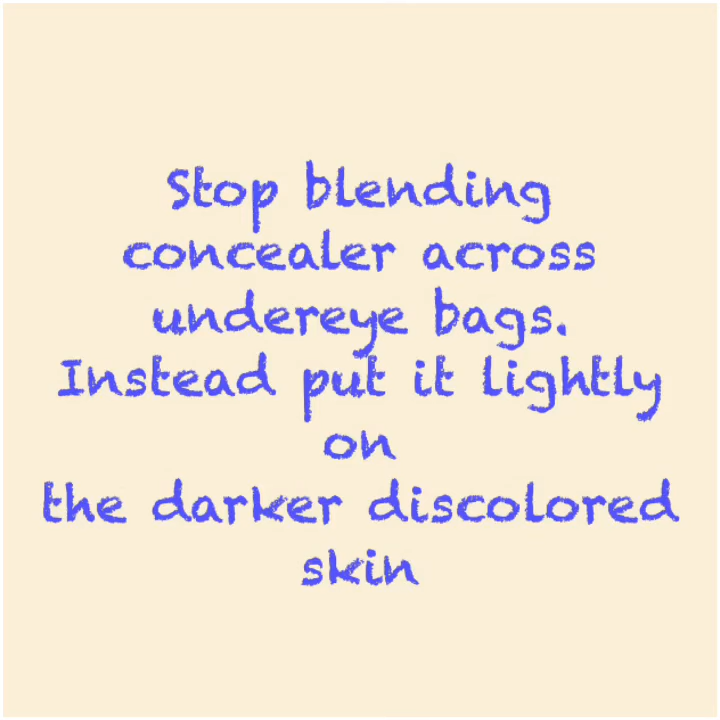 Stop blending
concealer across
undereye bags.
Instead put it lightly
on
the darker discolored
skin